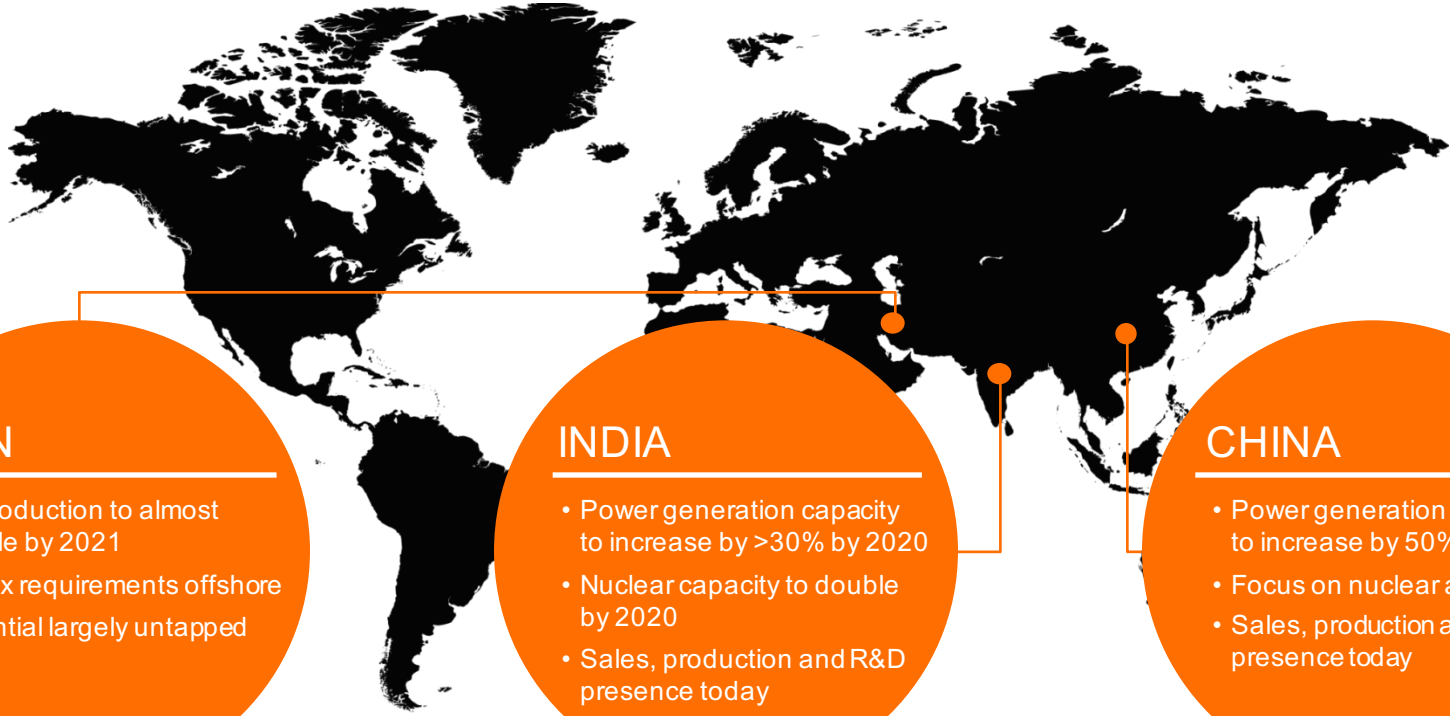 N
oduction to almost
le by 2021
x requirements offshore
ntial largely untapped
INDIA
• Power generation capacity
to increase by >30% by 2020
• Nuclear capacity to double
by 2020
• Sales, production and R&D
presence today
CHINA
• Power generation
to increase by 50%
• Focus on nuclear a
• Sales, production a
presence today